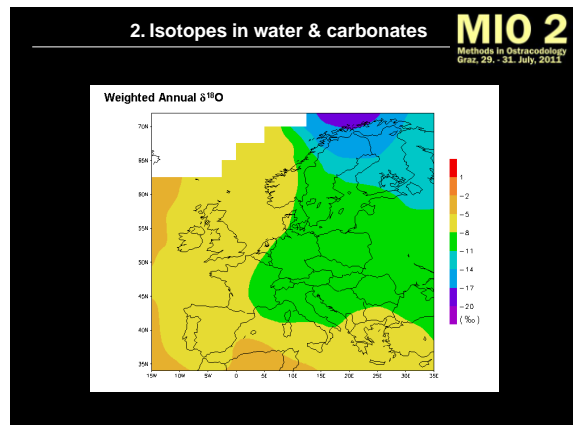 2. Isotopes in water & carbonates
MIO 2
Methods in Ostracodology
Graz, 29. - 31. July, 2011
Weighted Annual δ¹⁸O
70N
65N
60N
55N
50N
45N
40N
35N
15W 10W 5W 0 5E 10E 15E 20E 25E 30E 35E
1
−2
−5
−8
−11
−14
−17
−20
(‰)